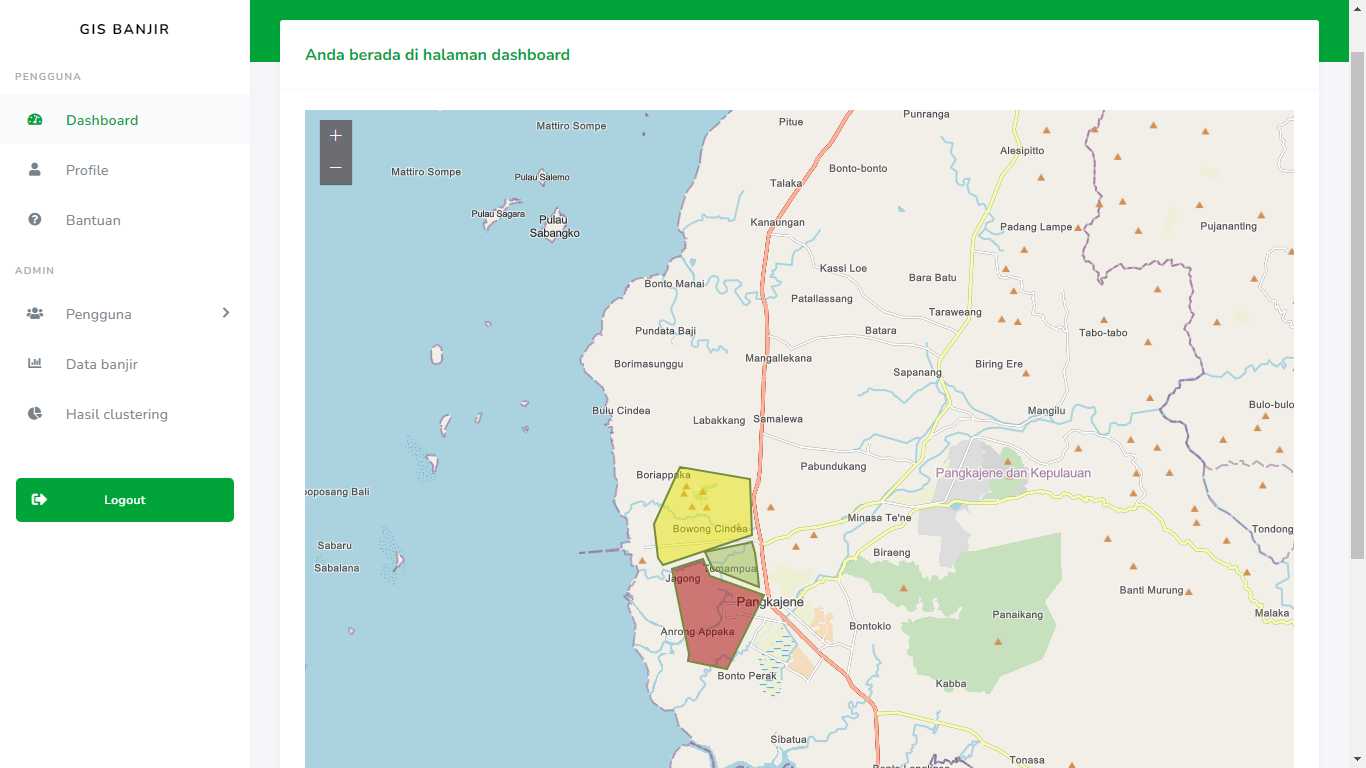 GIS BANJIR
PENGGUNA
Dashboard
Profile
Bantuan
ADMIN
Pengguna
Data banjir
Hasil clustering
Logout
Anda berada di halaman dashboard
+
−
Mattiro Sompe
Pitue
Punranga
Mattiro Sompe
Pulau Salemo
Talaka
Bonto-bonto
Alesipitto
Pulau Sagara
Pulau
Sabangko
Kanaungan
Padang Lampe
Pujananting
Bonto Manai
Kassi Loe
Bara Batu
Patallassang
Taraweang
Pundata Baji
Batara
Tabo-tabo
Borimasunggu
Mangallekana
Sapanang
Biring Ere
Bulu Cindea
Labakkang
Samalewa
Mangilu
Bulo-bulo
Boriappaka
Pabundukang
Pangkajene dan Kepulauan
oposang Bali
Bowong Cindea
Minasa Te'ne
Tondong
Sabaru
Sabalana
Biraeng
Tumampua
Jagong
Banti Murung
Pangkajene
Panaikang
Malaka
Anrong Appaka
Bontokio
Bonto Perak
Kabba
Sibatua
Tonasa